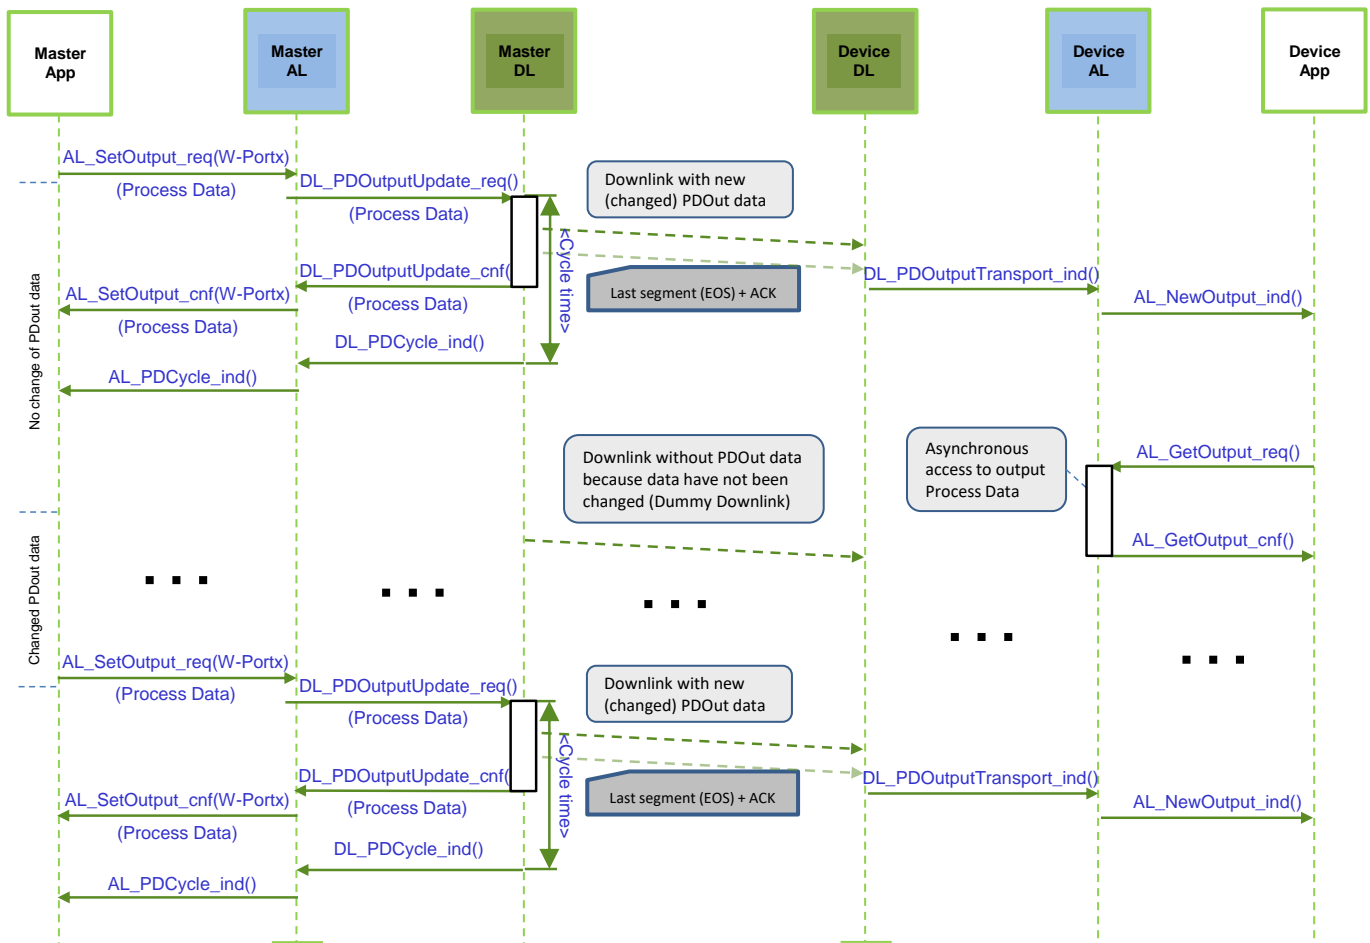 Master
App
Master
AL
Master
DL
Device
DL
Device
AL
Device
App
AL_SetOutput_req(W-Portx)
(Process Data)
DL_PDOutputUpdate_req()
(Process Data)
Downlink with new
(changed) PDOut data
<Cycle time>
DL_PDOutputUpdate_cnf(
(Process Data)
AL_SetOutput_cnf(W-Portx)
(Process Data)
Last segment (EOS) + ACK
DL_PDOutputTransport_ind()
AL_NewOutput_ind()
DL_PDCycle_ind()
AL_PDCycle_ind()
No change of PDout data
Downlink without PDOut data
because data have not been
changed (Dummy Downlink)
Asynchronous
access to output
Process Data
AL_GetOutput_req()
AL_GetOutput_cnf()
Changed PDout data
AL_SetOutput_req(W-Portx)
(Process Data)
DL_PDOutputUpdate_req()
(Process Data)
Downlink with new
(changed) PDOut data
<Cycle time>
DL_PDOutputUpdate_cnf(
(Process Data)
AL_SetOutput_cnf(W-Portx)
(Process Data)
Last segment (EOS) + ACK
DL_PDOutputTransport_ind()
AL_NewOutput_ind()
DL_PDCycle_ind()
AL_PDCycle_ind()